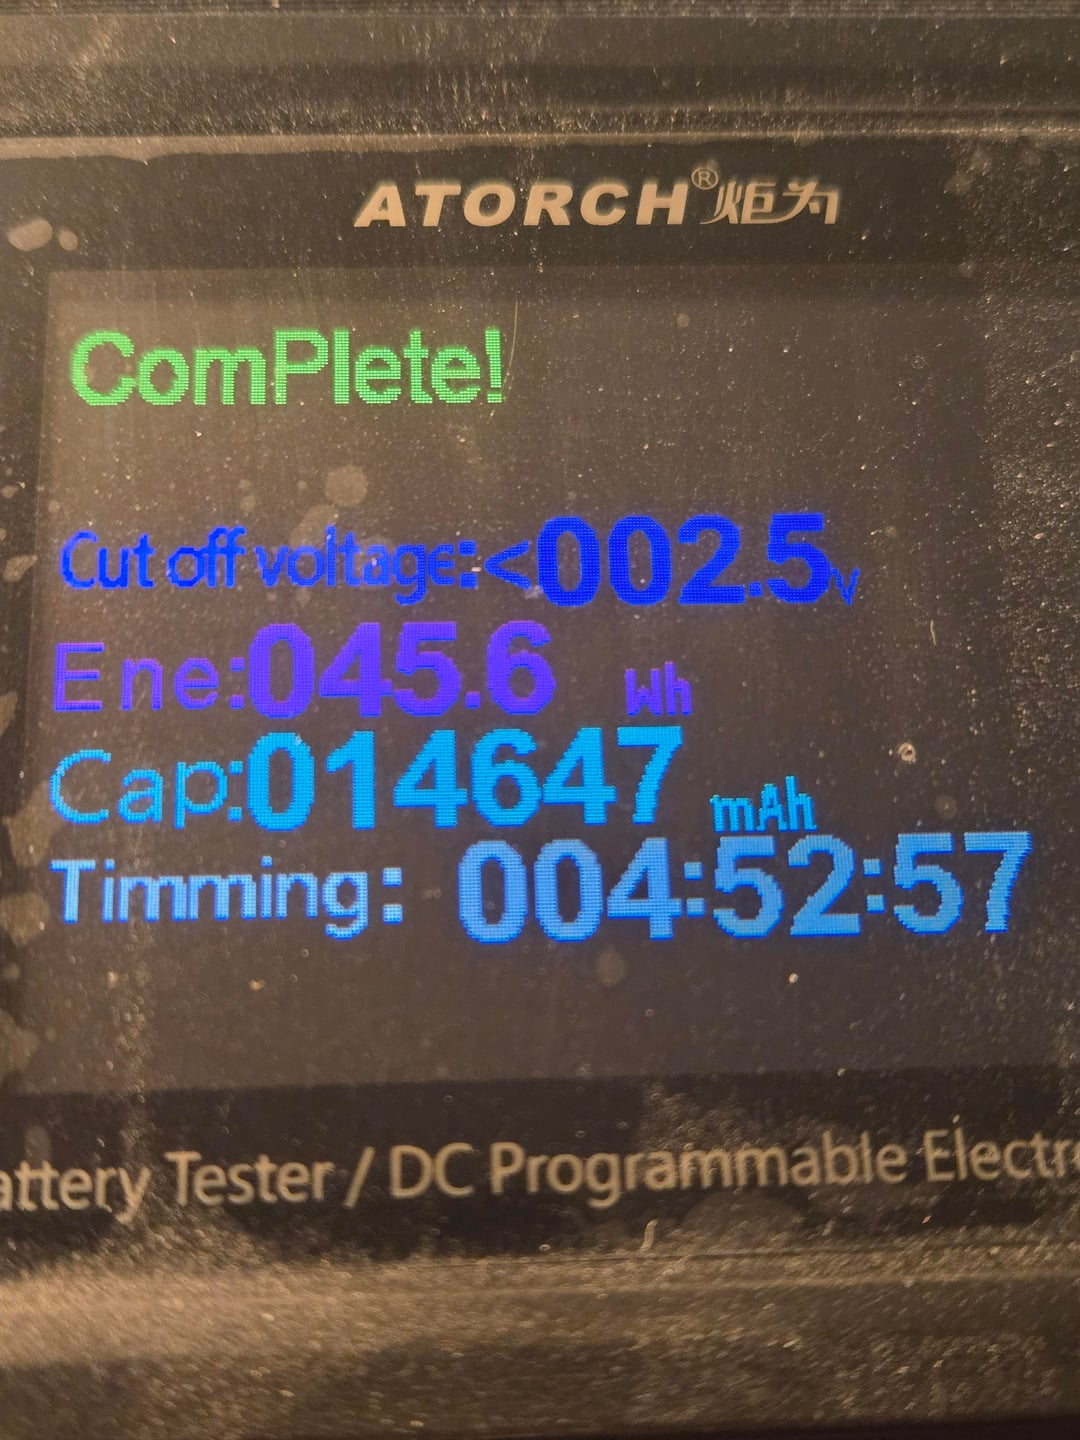 ATORCH®炬为
ComPlete!
Cut off voltage:<002.5v
Ene:045.6 Wh
Cap:014647 mAh
Timming: 004:52:57
attery Tester / DC Programmable Electro